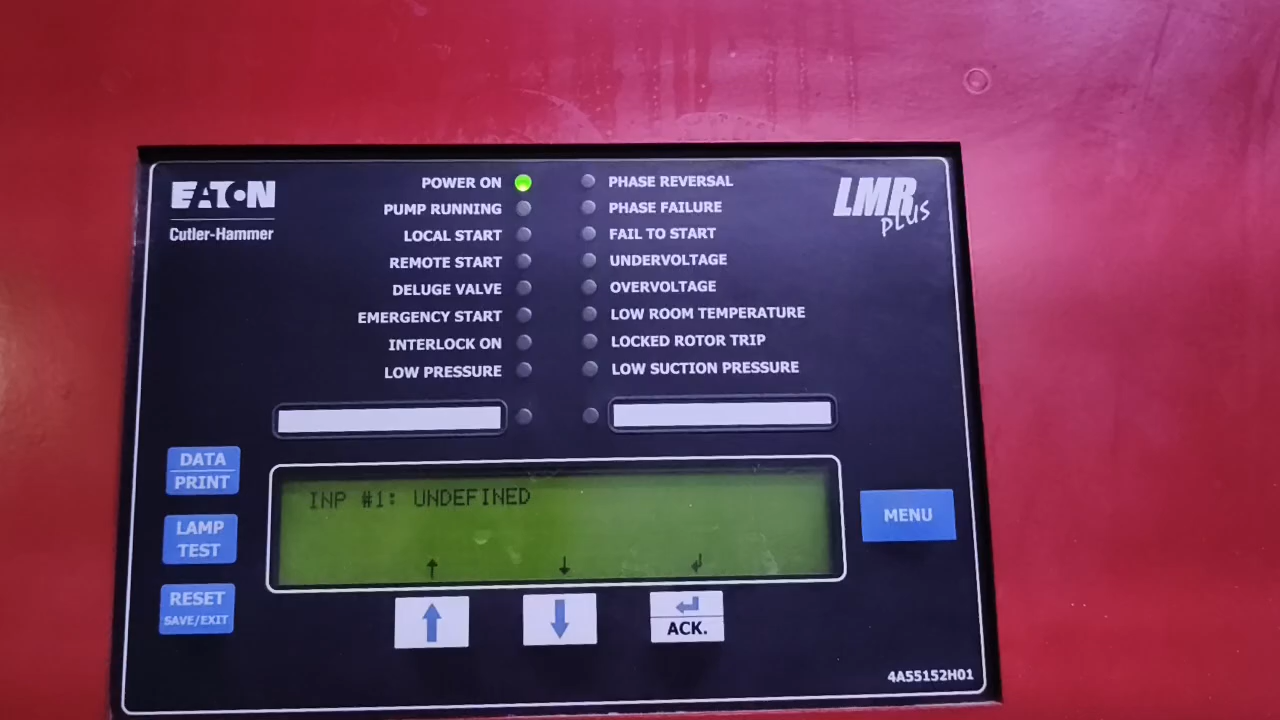 EATON
Cutler-Hammer
LMR
PLUS
POWER ON
PUMP RUNNING
LOCAL START
REMOTE START
DELUGE VALVE
EMERGENCY START
INTERLOCK ON
LOW PRESSURE
PHASE REVERSAL
PHASE FAILURE
FAIL TO START
UNDERVOLTAGE
OVERVOLTAGE
LOW ROOM TEMPERATURE
LOCKED ROTOR TRIP
LOW SUCTION PRESSURE
DATA
PRINT
LAMP
TEST
RESET
SAVE/EXIT
INP #1: UNDEFINED
↑ ↓ ↲
MENU
↑ ↓ ↲
ACK.
4A55152H01